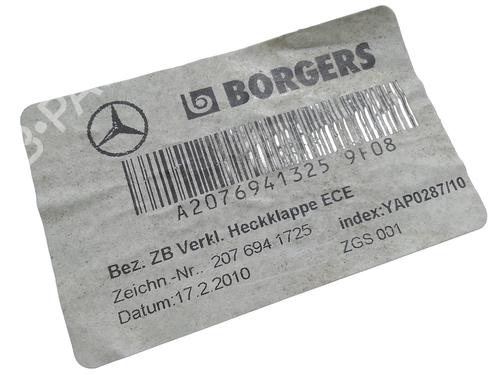 BORGERS
A2076941325 9F08
Bez. ZB Verkl. Heckklappe ECE
Zeichn.-Nr.. 207 694 1725 index:YAP0287/10
Datum:17.2.2010 ZGS 001